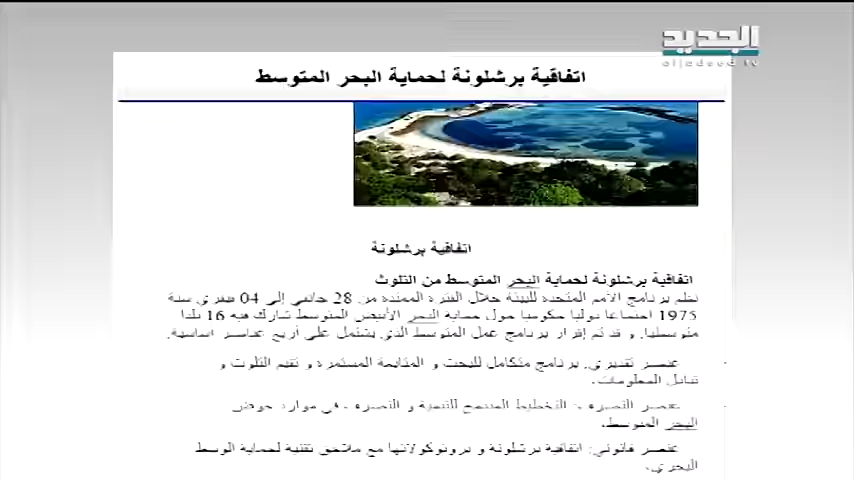 الجديد
aljadeed tv
اتفاقية برشلونة لحماية البحر المتوسط
اتفاقية برشلونة
اتفاقية برشلونة لحماية البحر المتوسط من التلوث
نظم برنامج الأمم المتحدة للبيئة خلال الفترة الممتدة من 28 جانفي إلى 04 فيفري سنة
1975 اجتماعا دوليا حكوميا حول حماية البحر الأبيض المتوسط شارك فيه 16 بلدا
متوسطيا، و قد تم إقرار برنامج عمل المتوسط الذي يشتمل على أربع عناصر أساسية.
عنصر تقديري: برنامج متكامل للبحث و المتابعة المستمرة و تقيم التلوث و
تبادل المعلومات.
عنصر : التخطيط المندمج للتنمية و في موارد حوض
البحر المتوسط.
عنصر قانوني: اتفاقية برشلونة و بروتوكولاتها مع ملاحق تقنية لحماية الوسط
البحري.